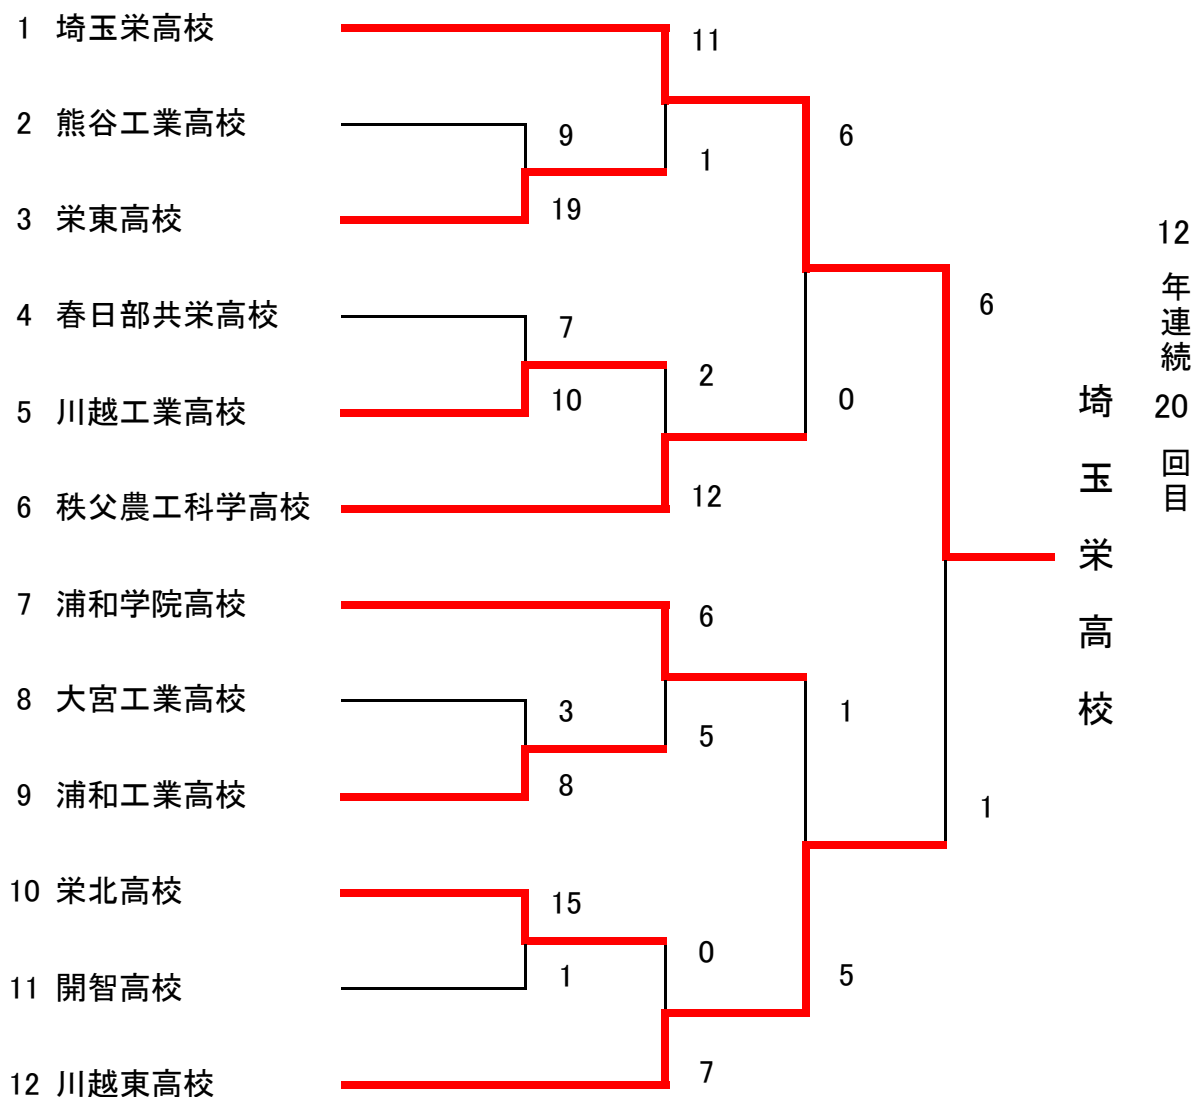 1 埼玉栄高校
2 熊谷工業高校
3 栄東高校
4 春日部共栄高校
5 川越工業高校
6 秩父農工科学高校
7 浦和学院高校
8 大宮工業高校
9 浦和工業高校
10 栄北高校
11 開智高校
12 川越東高校
9
19
7
10
3
8
15
1
11
1
2
12
6
5
0
7
6
0
1
5
6
1
埼玉栄高校
12年連続20回目